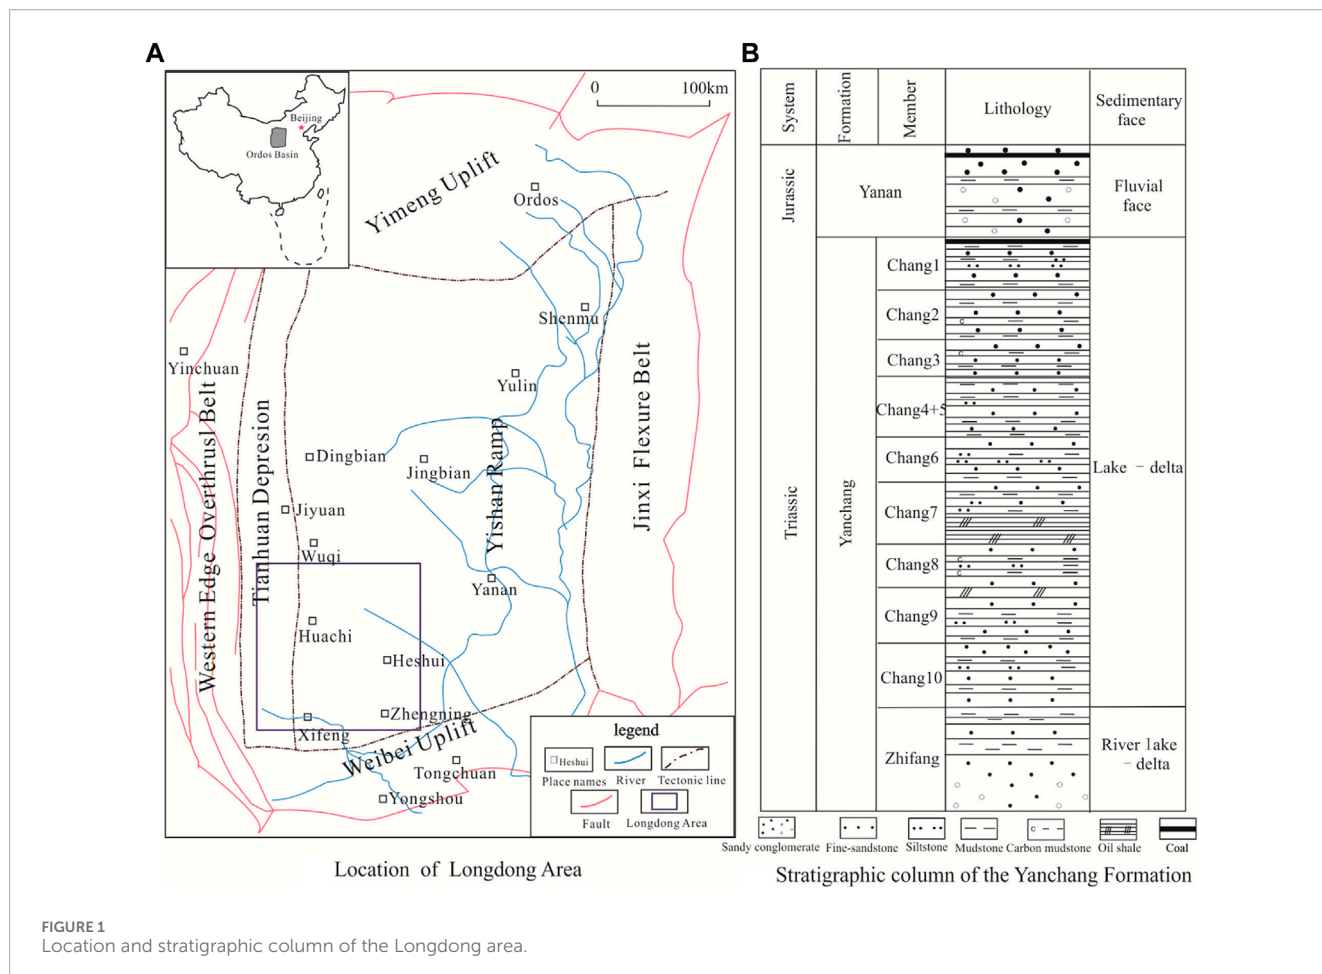 A
Beijing
Ordos Basin
0
100km
Yimeng Uplift
Ordos
Shenmu
Yinchuan
Yulin
Western Edge Overthrusl Belt
Tianhuan Depresion
Yishan Ramp
Jinxi Flexure Belt
Dingbian
Jingbian
Jiyuan
Wuqi
Yanan
Huachi
Heshui
Zhengning
Xifeng
Weibei Uplift
Tongchuan
Yongshou
legend
Heshui
Place names
River
Tectonic line
Fault
Longdong Area
Location of Longdong Area
B
System
Formation
Member
Lithology
Sedimentary
face
Jurassic
Yanan
Fluvial
face
Triassic
Yanchang
Chang1
Chang2
C
Chang3
C
Chang4+5
Chang6
Lake - delta
Chang7
Chang8
C
C
Chang9
Chang10
Zhifang
River lake
- delta
C
Sandy conglomerate
Fine-sandstone
Siltstone
Mudstone
Carbon mudstone
Oil shale
Coal
Stratigraphic column of the Yanchang Formation
FIGURE 1
Location and stratigraphic column of the Longdong area.